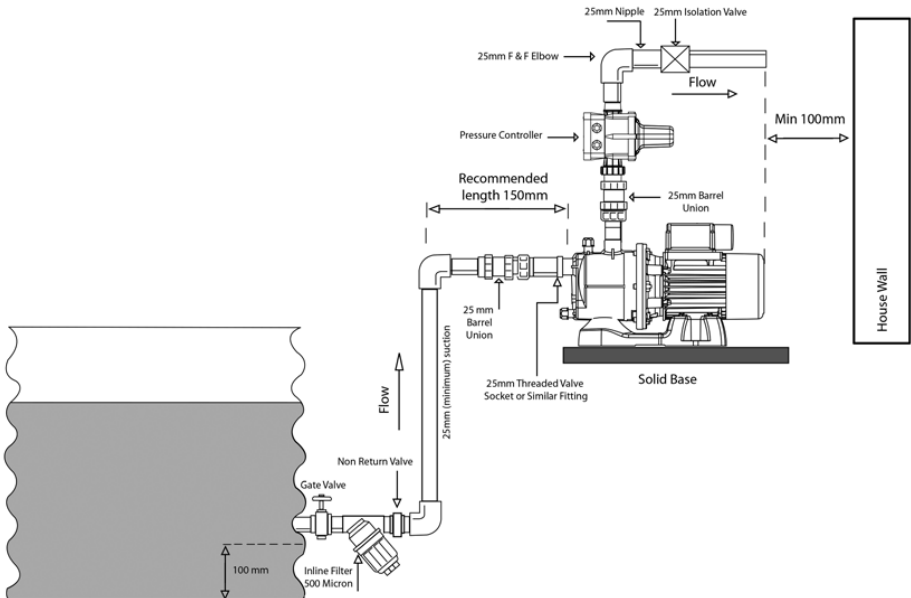 25mm Nipple
25mm Isolation Valve
25mm F & F Elbow
Flow
Min 100mm
Pressure Controller
Recommended
length 150mm
25mm Barrel
Union
House Wall
25 mm
Barrel
Union
25mm (minimum) suction
Flow
25mm Threaded Valve
Socket or Similar Fitting
Solid Base
Non Return Valve
Gate Valve
100 mm
Inline Filter
500 Micron